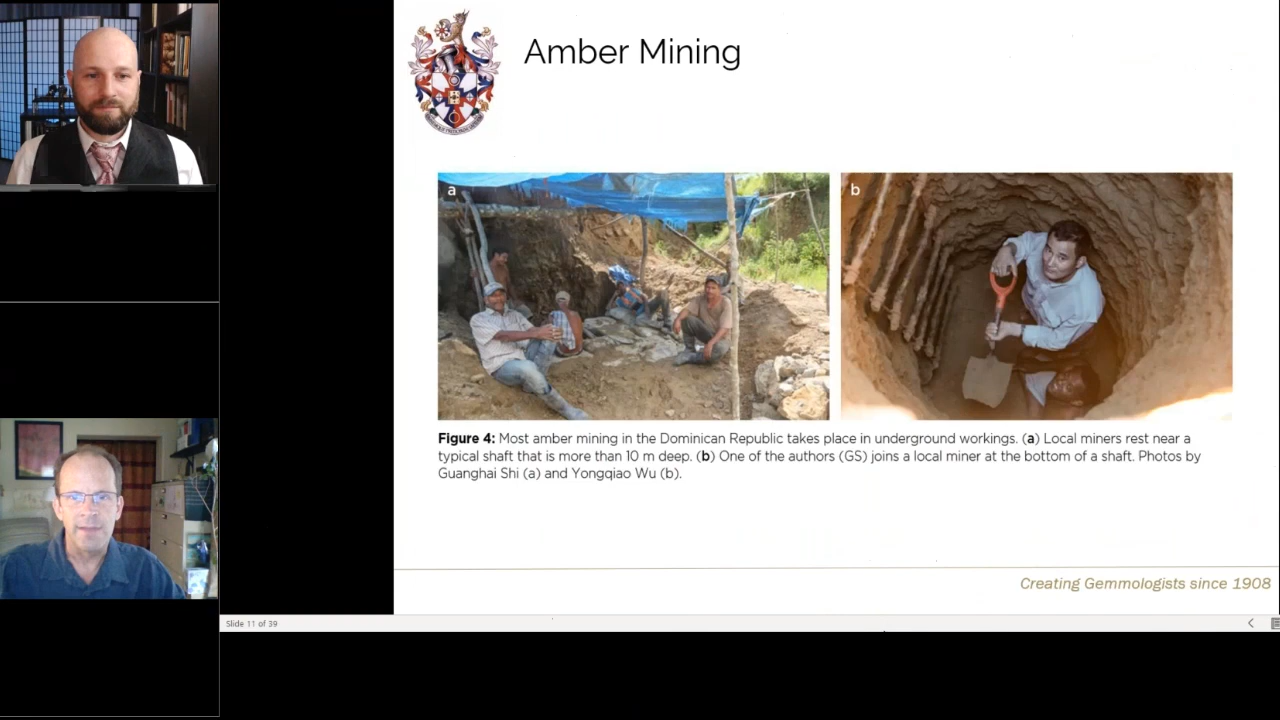 Amber Mining
a
b
Figure 4: Most amber mining in the Dominican Republic takes place in underground workings. (a) Local miners rest near a
typical shaft that is more than 10 m deep. (b) One of the authors (GS) joins a local miner at the bottom of a shaft. Photos by
Guanghai Shi (a) and Yongqiao Wu (b).
Creating Gemmologists since 1908
Slide 11 of 39